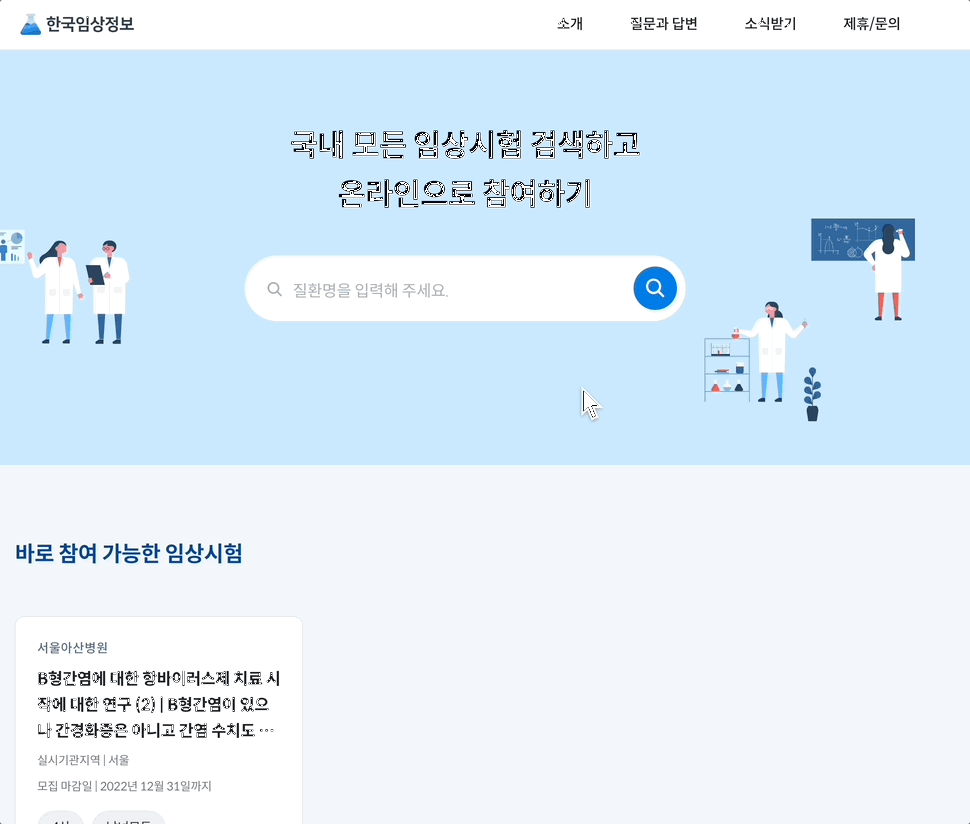 한국임상정보
소개
질문과 답변
소식받기
제휴/문의
국내 모든 임상시험 검색하고
온라인으로 참여하기
질환명을 입력해 주세요.
바로 참여 가능한 임상시험
서울아산병원
B형간염에 대한 항바이러스제 치료 시
작에 대한 연구 (2) | B형간염이 있으
나 간경화증은 아니고 간염 수치도 …
실시기관지역 | 서울
모집 마감일 | 2022년 12월 31일까지